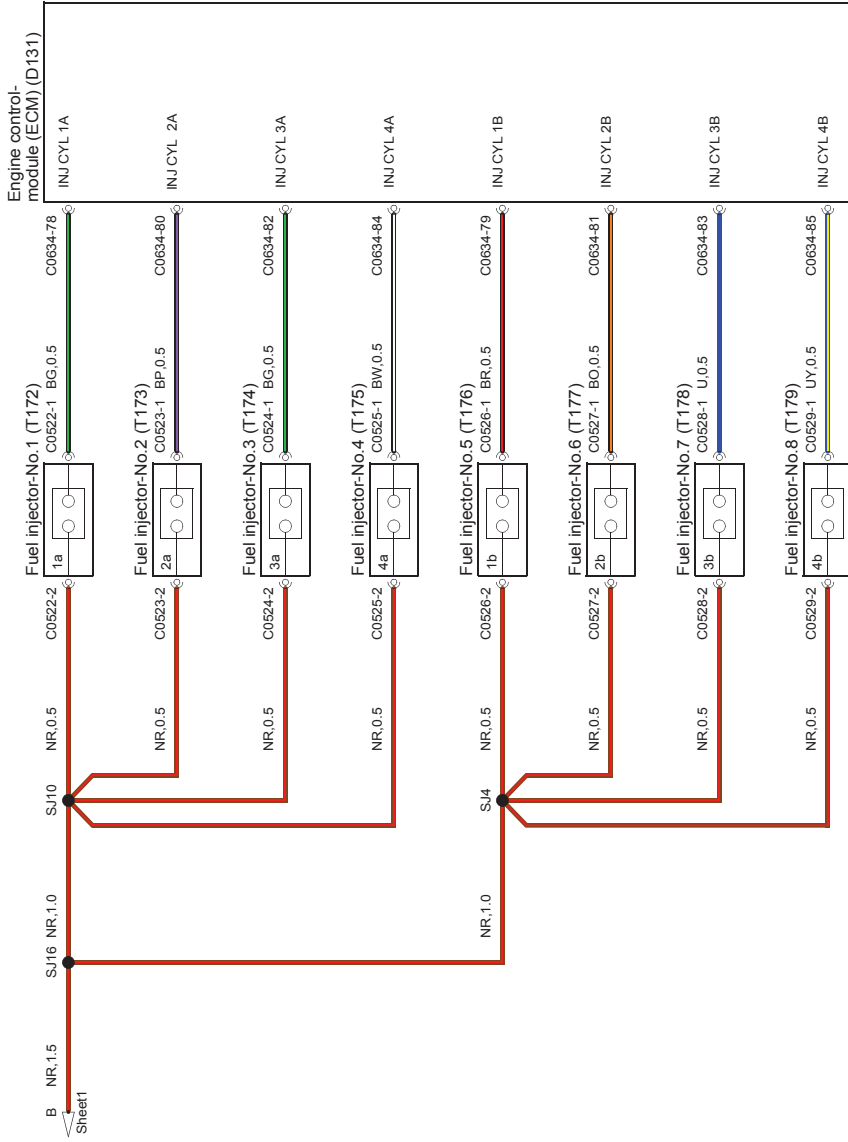 Engine control-
module (ECM) (D131)
INJ CYL 1A
INJ CYL 2A
INJ CYL 3A
INJ CYL 4A
INJ CYL 1B
INJ CYL 2B
INJ CYL 3B
INJ CYL 4B
C0634-78
C0634-80
C0634-82
C0634-84
C0634-79
C0634-81
C0634-83
C0634-85
Fuel injector-No.1 (T172)
C0522-1 BG,0.5
1a
C0522-2
NR,0.5
Fuel injector-No.2 (T173)
C0523-1 BP,0.5
2a
C0523-2
NR,0.5
Fuel injector-No.3 (T174)
C0524-1 BG,0.5
3a
C0524-2
NR,0.5
Fuel injector-No.4 (T175)
C0525-1 BW,0.5
4a
C0525-2
NR,0.5
Fuel injector-No.5 (T176)
C0526-1 BR,0.5
1b
C0526-2
NR,0.5
Fuel injector-No.6 (T177)
C0527-1 BO,0.5
2b
C0527-2
NR,0.5
Fuel injector-No.7 (T178)
C0528-1 U,0.5
3b
C0528-2
NR,0.5
Fuel injector-No.8 (T179)
C0529-1 UY,0.5
4b
C0529-2
NR,0.5
SJ10
SJ4
NR,1.0
NR,1.0
SJ16
NR,1.5
B
Sheet1